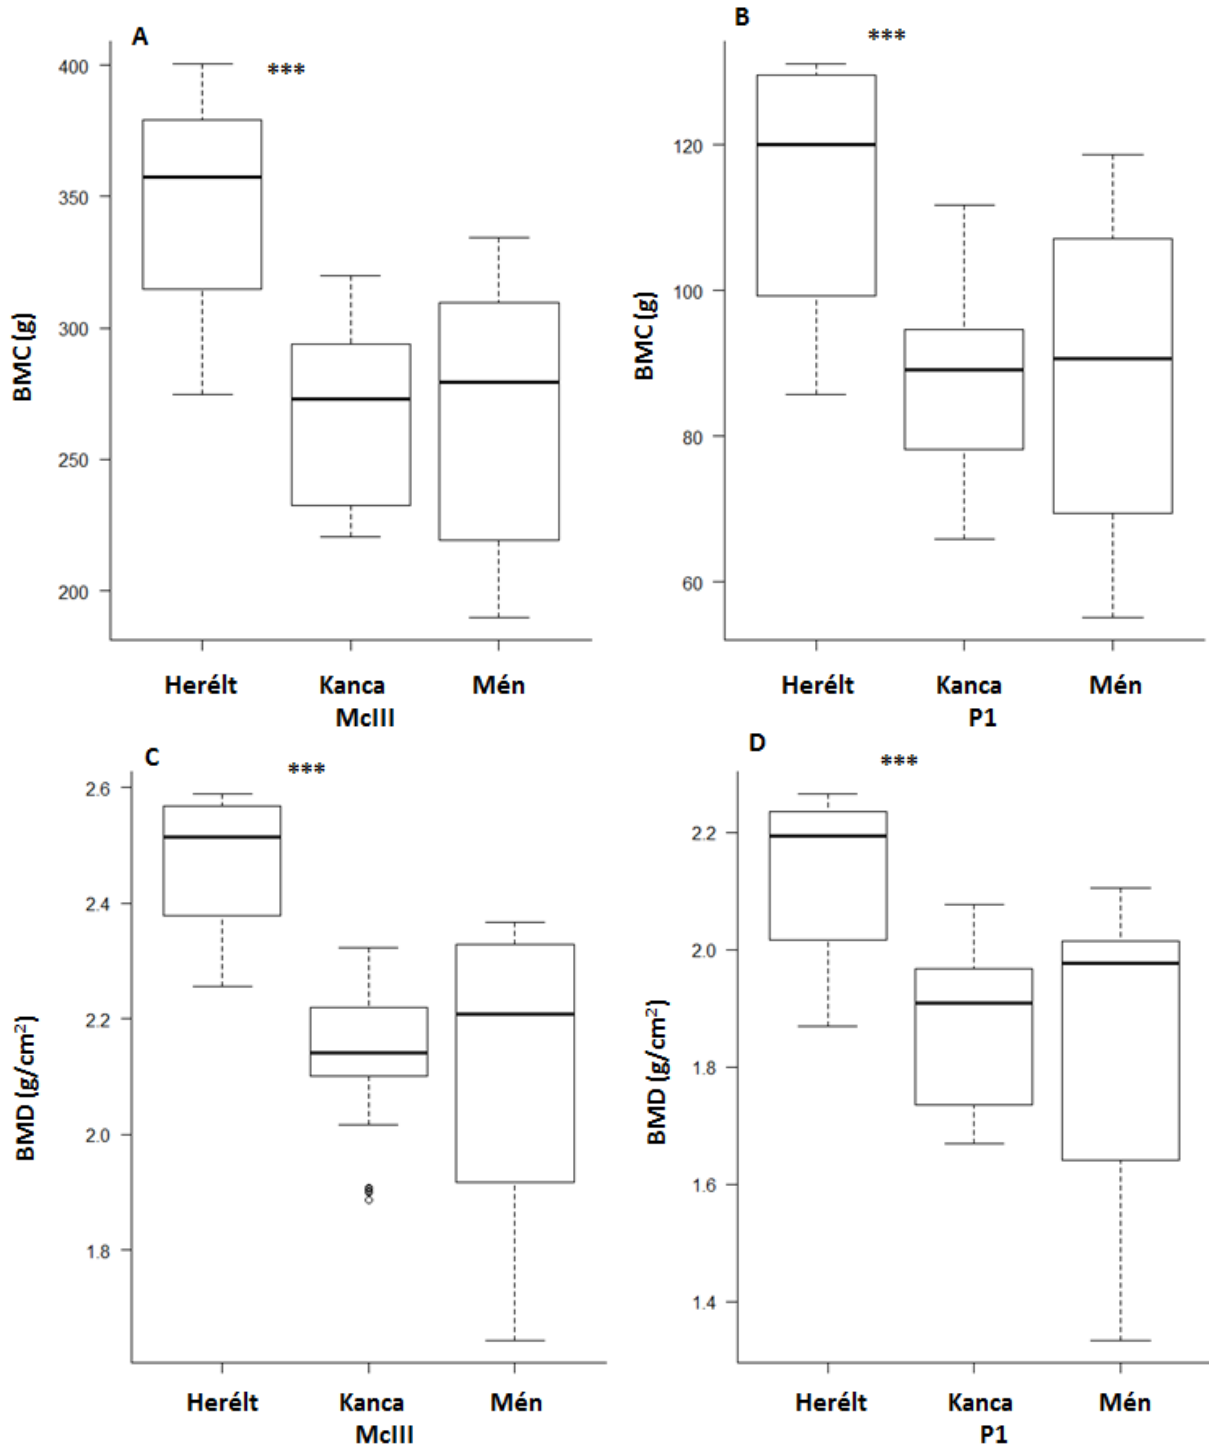 A
***
400
350
300
250
200
BMC (g)
Herélt Kanca Mén
McIII
B
***
120
100
80
60
BMC (g)
Herélt Kanca Mén
P1
C
***
2.6
2.4
2.2
2.0
1.8
BMD (g/cm²)
Herélt Kanca Mén
McIII
D
***
2.2
2.0
1.8
1.6
1.4
BMD (g/cm²)
Herélt Kanca Mén
P1